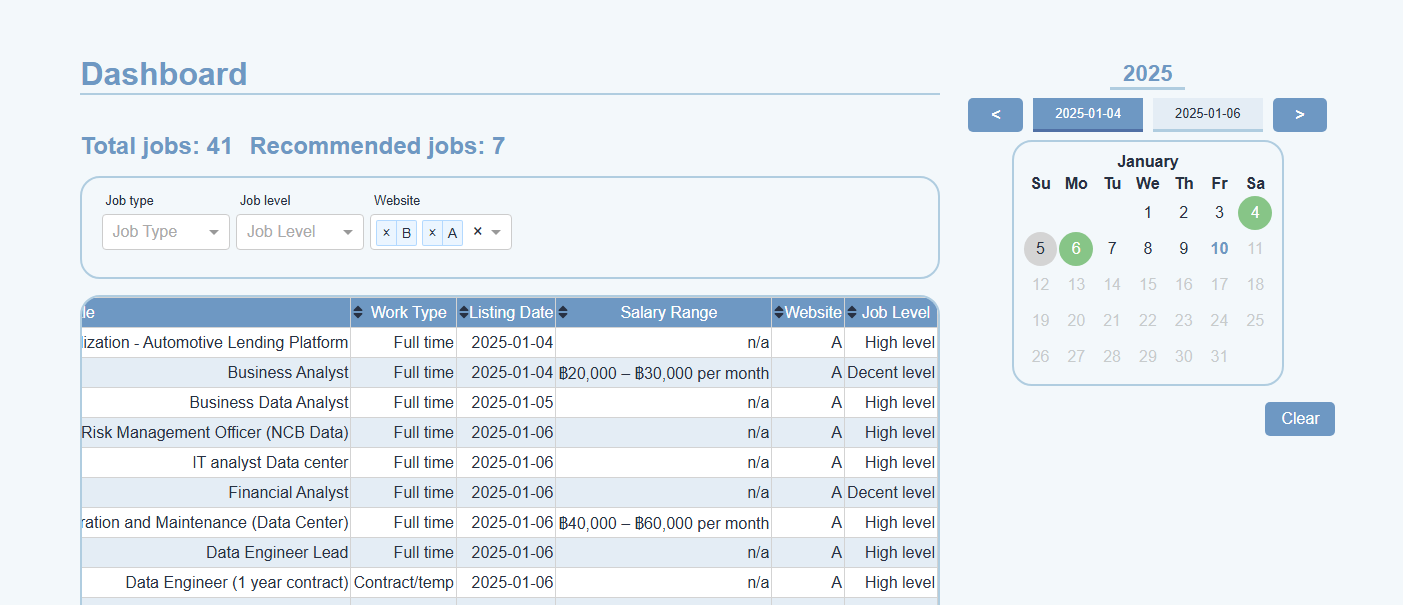 Dashboard
Total jobs: 41 Recommended jobs: 7
Job type Job level Website
Job Type Job Level × B × A ×
le Work Type Listing Date Salary Range Website Job Level
lization - Automotive Lending Platform Full time 2025-01-04 n/a A High level
Business Analyst Full time 2025-01-04 ฿20,000 – ฿30,000 per month A Decent level
Business Data Analyst Full time 2025-01-05 n/a A High level
Risk Management Officer (NCB Data) Full time 2025-01-06 n/a A High level
IT analyst Data center Full time 2025-01-06 n/a A High level
Financial Analyst Full time 2025-01-06 n/a A Decent level
ration and Maintenance (Data Center) Full time 2025-01-06 ฿40,000 – ฿60,000 per month A High level
Data Engineer Lead Full time 2025-01-06 n/a A High level
Data Engineer (1 year contract) Contract/temp 2025-01-06 n/a A High level
2025
< 2025-01-04 2025-01-06 >
January
Su Mo Tu We Th Fr Sa
1 2 3 4
5 6 7 8 9 10 11
12 13 14 15 16 17 18
19 20 21 22 23 24 25
26 27 28 29 30 31
Clear